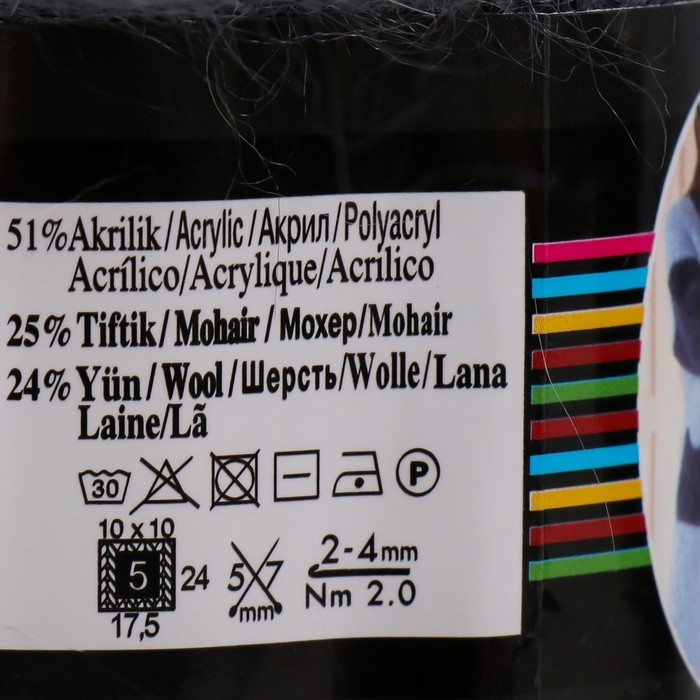 51% Akrilik/Acrylic/Акрил/Polyacryl
Acrílico/Acrylique/Acrilico
25% Tiftik/Mohair/Мохер/Mohair
24% Yün/Wool/Шерсть/Wolle/Lana
Laine/Lã
30 P
10 x 10
5 24
17,5
5 7
mm
2-4mm
Nm 2.0